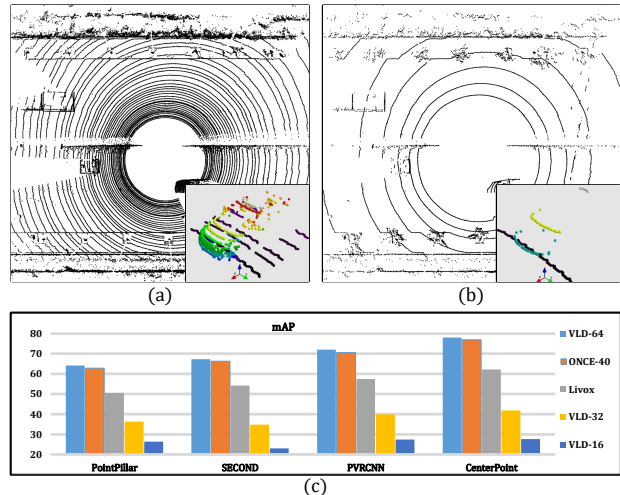 (a)
(b)
mAP
80
70
60
50
40
30
20
PointPillar
SECOND
PVRCNN
CenterPoint
VLD-64
ONCE-40
Livox
VLD-32
VLD-16
(c)